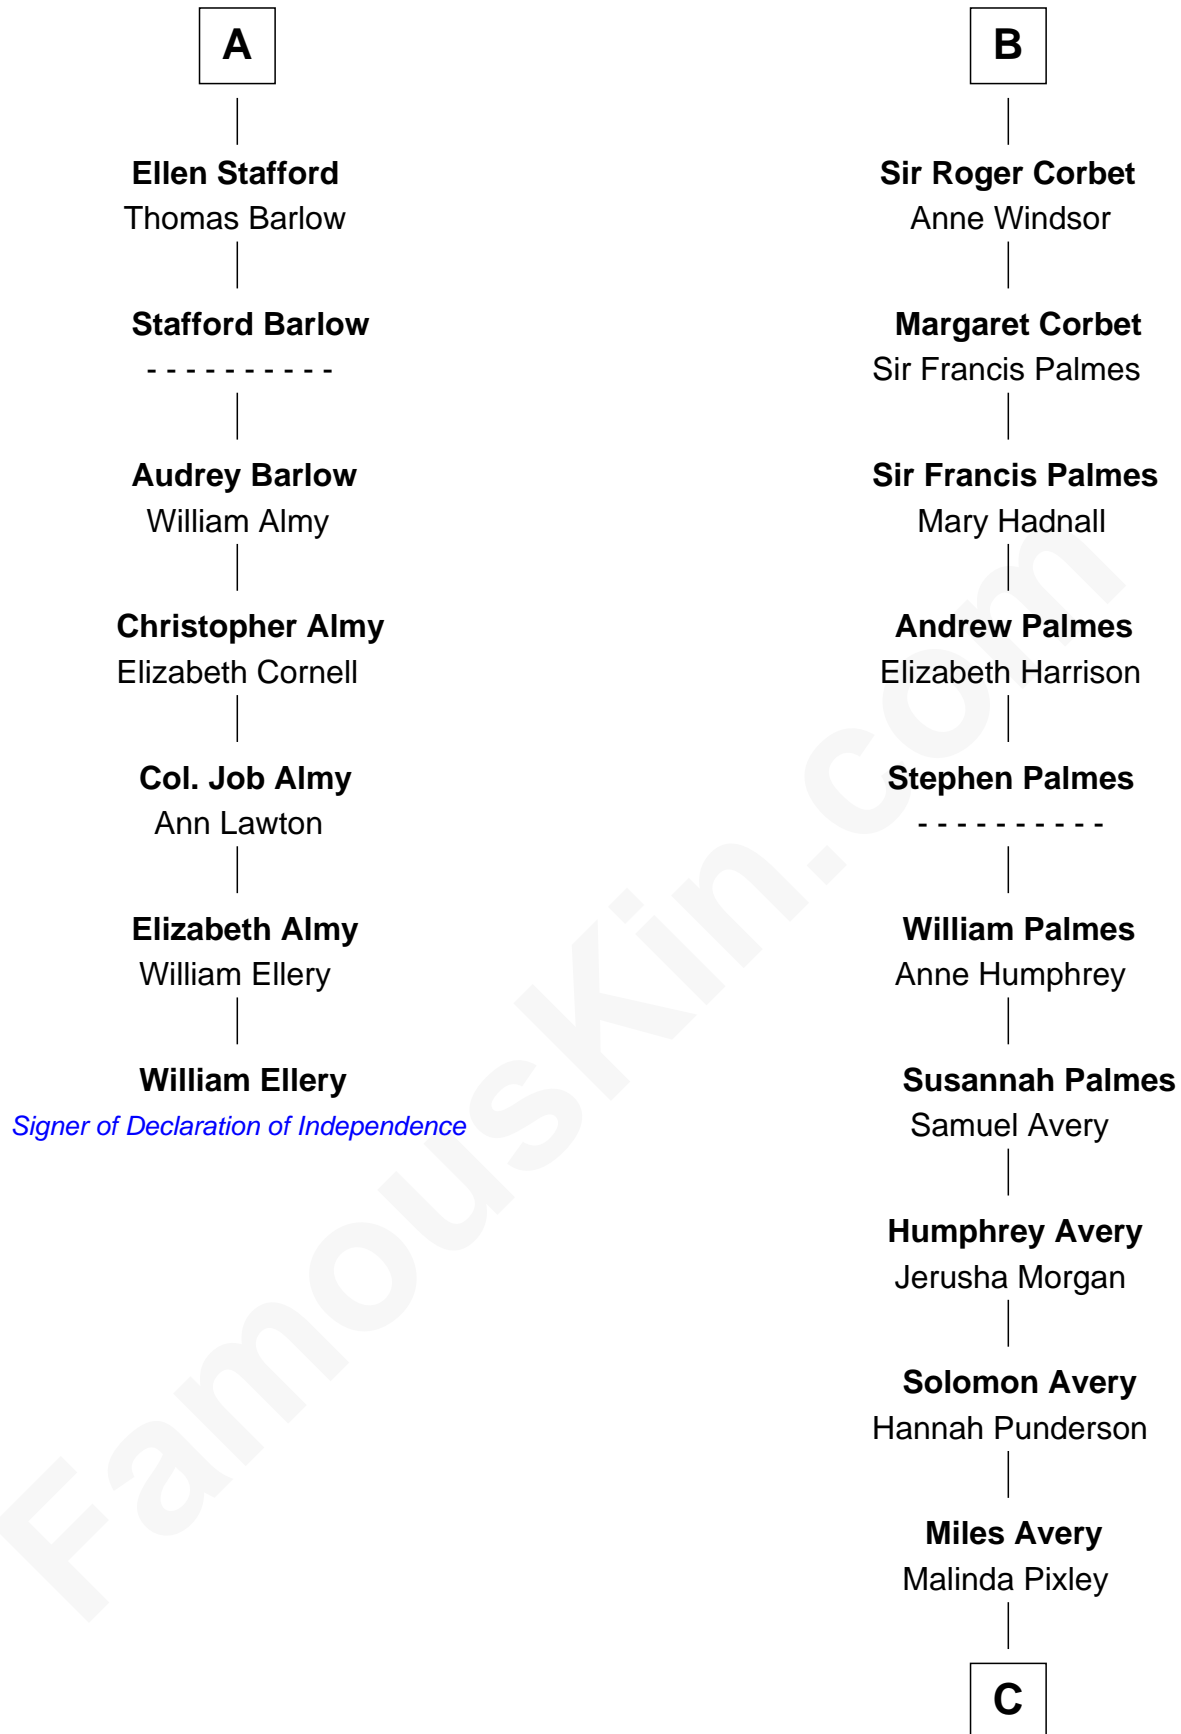 A
Ellen Stafford
Thomas Barlow
Stafford Barlow
- - - - - - - - - -
Audrey Barlow
William Almy
Christopher Almy
Elizabeth Cornell
Col. Job Almy
Ann Lawton
Elizabeth Almy
William Ellery
William Ellery
Signer of Declaration of Independence
B
Sir Roger Corbet
Anne Windsor
Margaret Corbet
Sir Francis Palmes
Sir Francis Palmes
Mary Hadnall
Andrew Palmes
Elizabeth Harrison
Stephen Palmes
- - - - - - - - - -
William Palmes
Anne Humphrey
Susannah Palmes
Samuel Avery
Humphrey Avery
Jerusha Morgan
Solomon Avery
Hannah Punderson
Miles Avery
Malinda Pixley
C
FamousKin.com